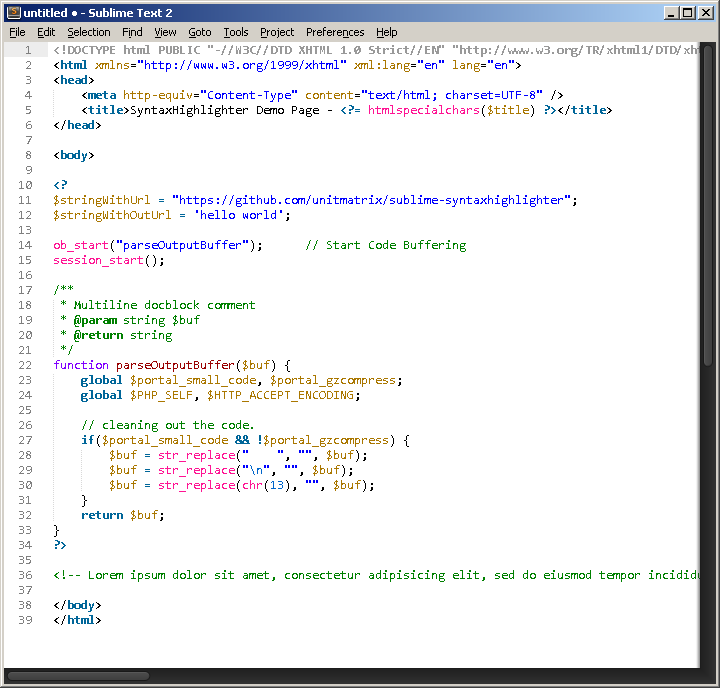 untitled • - Sublime Text 2
File Edit Selection Find View Goto Tools Project Preferences Help
1 <!DOCTYPE html PUBLIC "-//W3C//DTD XHTML 1.0 Strict//EN" "http://www.w3.org/TR/xhtml1/DTD/xht
2 <html xmlns="http://www.w3.org/1999/xhtml" xml:lang="en" lang="en">
3 <head>
4     <meta http-equiv="Content-Type" content="text/html; charset=UTF-8" />
5     <title>SyntaxHighlighter Demo Page - <?= htmlspecialchars($title) ?></title>
6 </head>
7
8 <body>
9
10 <?
11 $stringWithUrl = "https://github.com/unitmatrix/sublime-syntaxhighlighter";
12 $stringWithOutUrl = 'hello world';
13
14 ob_start("parseOutputBuffer");      // Start Code Buffering
15 session_start();
16
17 /**
18  * Multiline docblock comment
19  * @param string $buf
20  * @return string
21  */
22 function parseOutputBuffer($buf) {
23     global $portal_small_code, $portal_gzcompress;
24     global $PHP_SELF, $HTTP_ACCEPT_ENCODING;
25
26     // cleaning out the code.
27     if($portal_small_code && !$portal_gzcompress) {
28         $buf = str_replace("    ", "", $buf);
29         $buf = str_replace("\n", "", $buf);
30         $buf = str_replace(chr(13), "", $buf);
31     }
32     return $buf;
33 }
34 ?>
35
36 <!-- Lorem ipsum dolor sit amet, consectetur adipisicing elit, sed do eiusmod tempor incididu
37
38 </body>
39 </html>